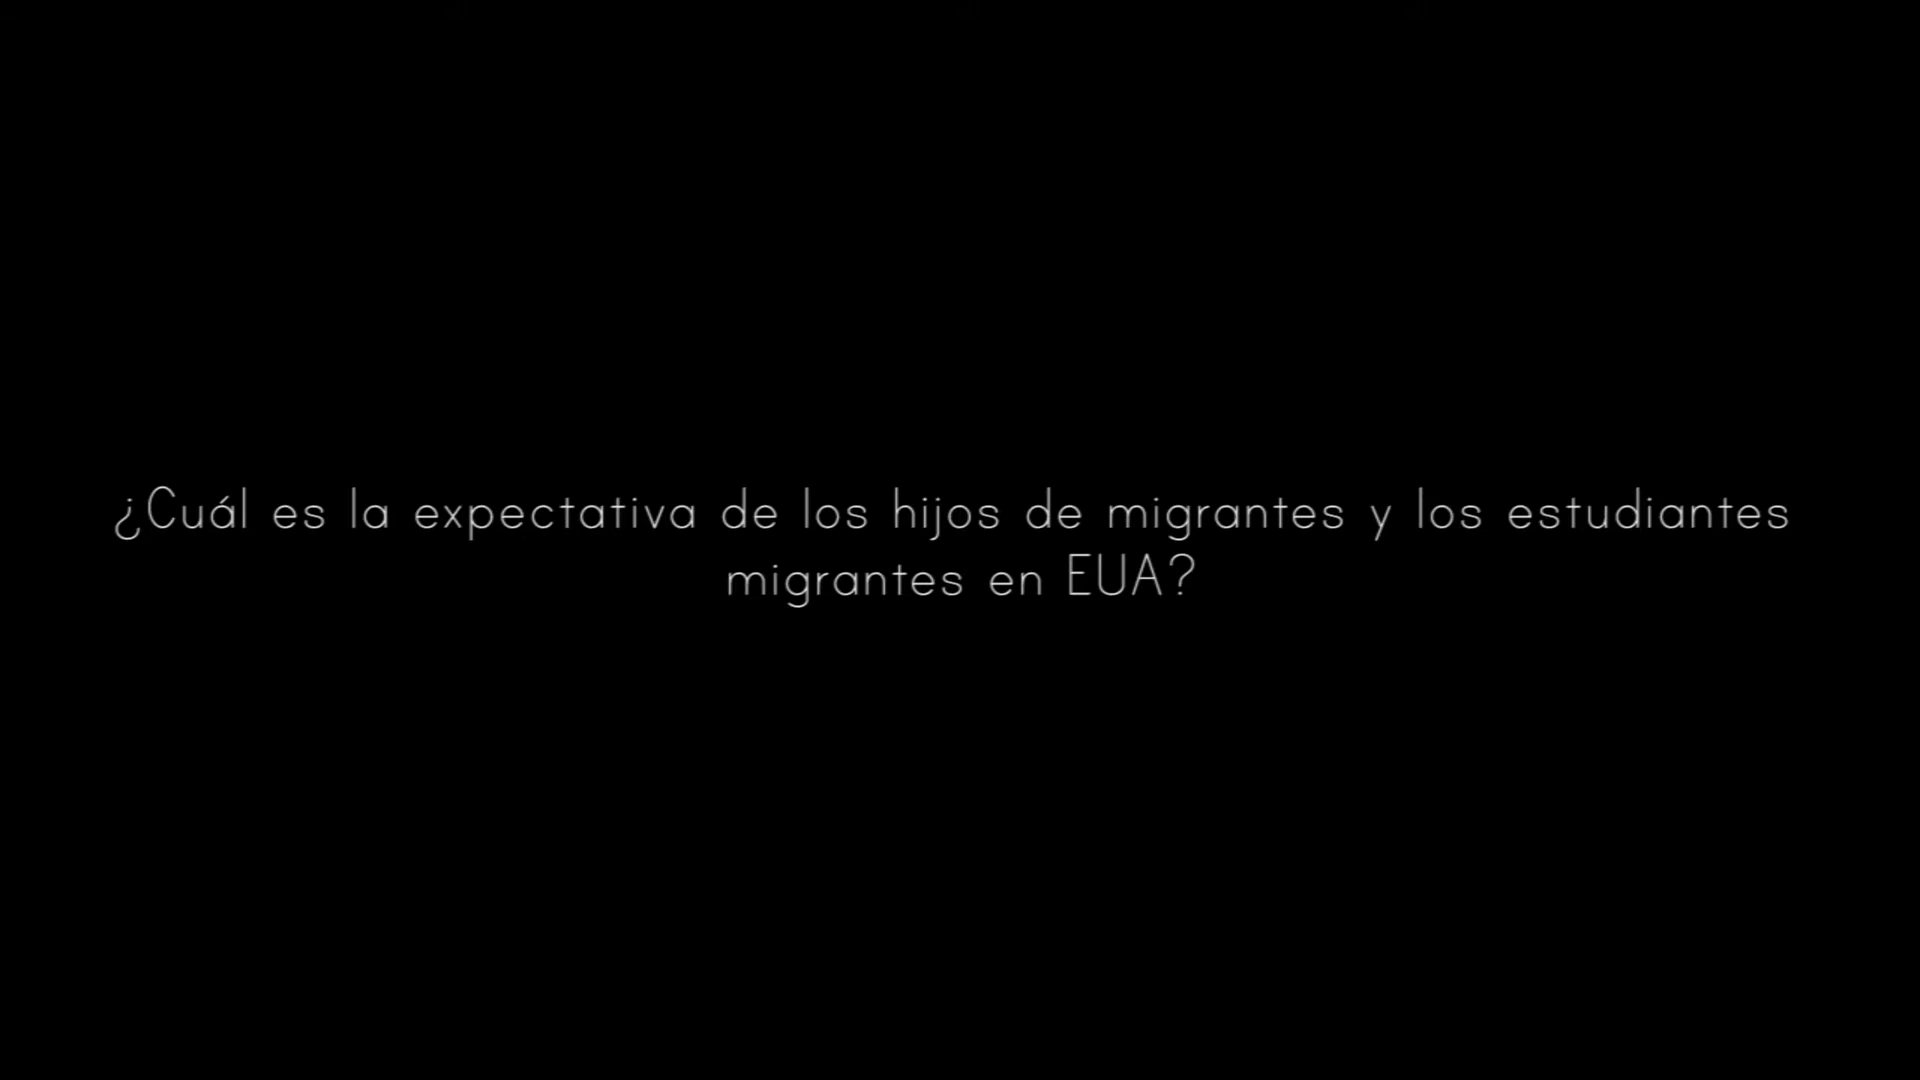 ¿Cuál es la expectativa de los hijos de migrantes y los estudiantes
migrantes en EUA?